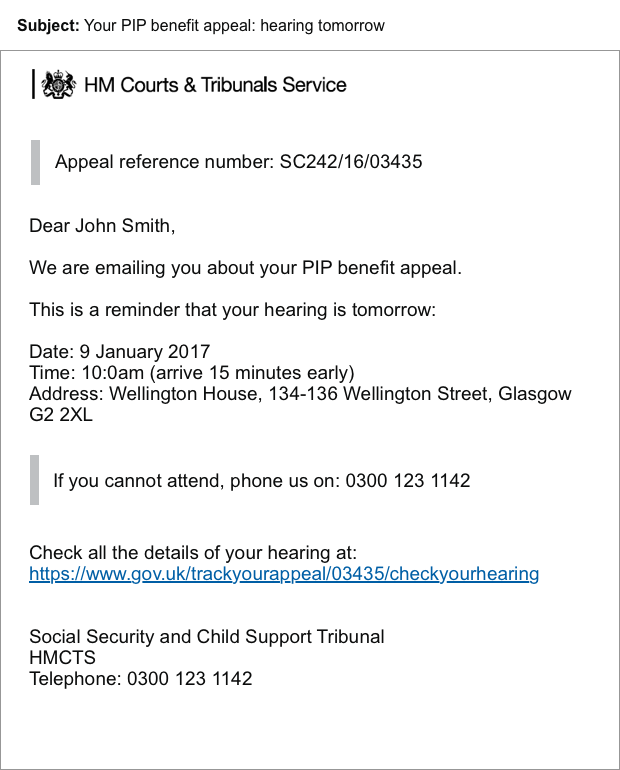 Subject: Your PIP benefit appeal: hearing tomorrow
HM Courts & Tribunals Service
Appeal reference number: SC242/16/03435
Dear John Smith,
We are emailing you about your PIP benefit appeal.
This is a reminder that your hearing is tomorrow:
Date: 9 January 2017
Time: 10:0am (arrive 15 minutes early)
Address: Wellington House, 134-136 Wellington Street, Glasgow
G2 2XL
If you cannot attend, phone us on: 0300 123 1142
Check all the details of your hearing at:
https://www.gov.uk/trackyourappeal/03435/checkyourhearing
Social Security and Child Support Tribunal
HMCTS
Telephone: 0300 123 1142